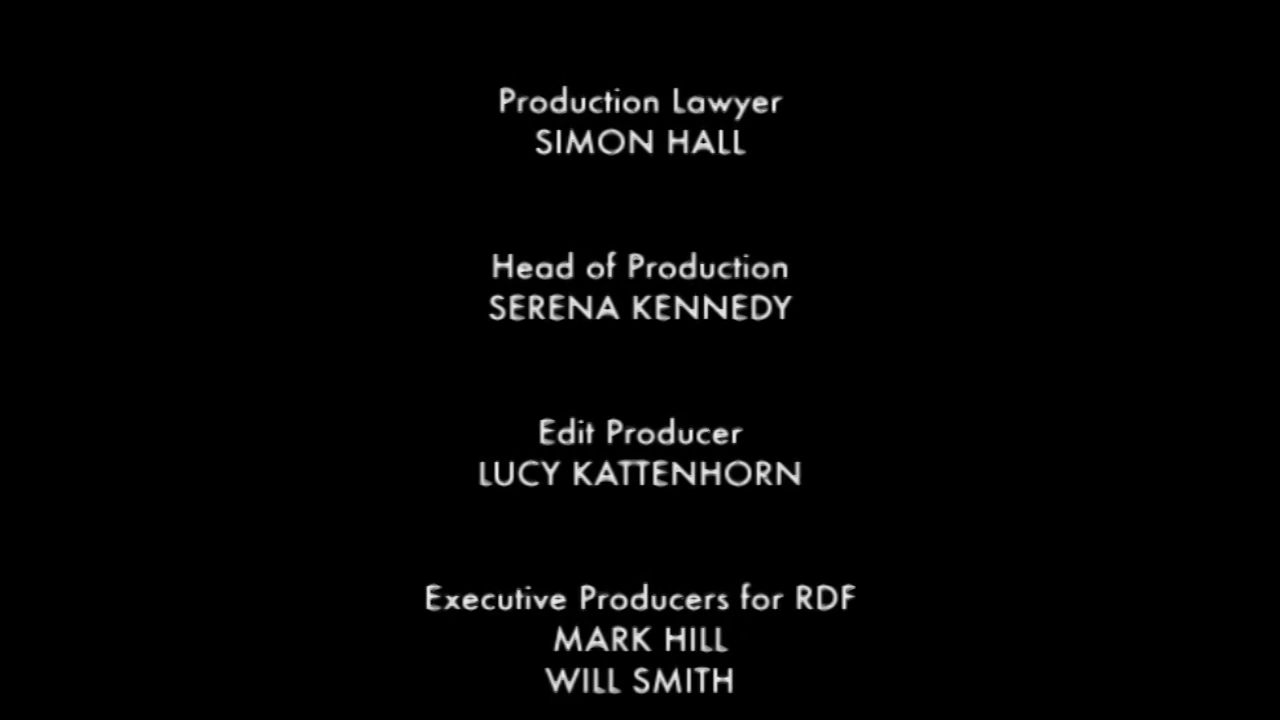 Production Lawyer
SIMON HALL
Head of Production
SERENA KENNEDY
Edit Producer
LUCY KATTENHORN
Executive Producers for RDF
MARK HILL
WILL SMITH